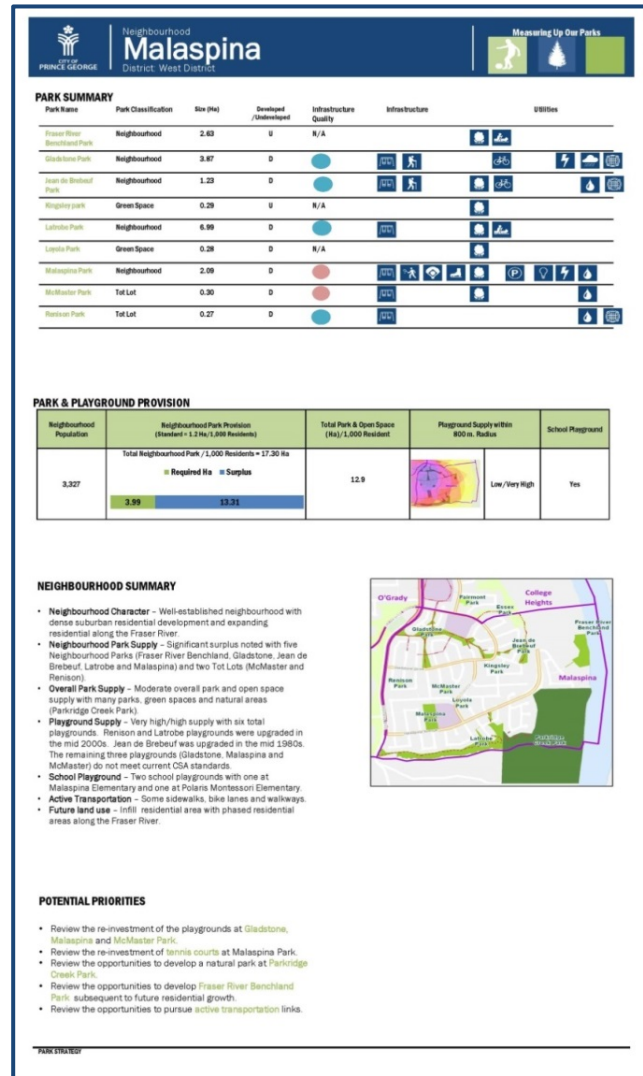 CITY OF
PRINCE GEORGE
Neighbourhood
Malaspina
District: West District
Measuring Up Our Parks
PARK SUMMARY
Park Name Park Classification Size (Ha) Developed /Undeveloped Infrastructure Quality Infrastructure Utilities
Fraser River Benchland Park Neighbourhood 2.63 U N/A
Gladstone Park Neighbourhood 3.87 D
Jean de Brebeuf Park Neighbourhood 1.23 D
Kingsley park Green Space 0.29 U N/A
Latrobe Park Neighbourhood 6.99 D
Loyola Park Green Space 0.28 D N/A
Malaspina Park Neighbourhood 2.09 D
McMaster Park Tot Lot 0.30 D
Renison Park Tot Lot 0.27 D
PARK & PLAYGROUND PROVISION
Neighbourhood Population
Neighbourhood Park Provision
(Standard = 1.2 Ha/1,000 Residents)
Total Park & Open Space (Ha)/1,000 Resident
Playground Supply within 800 m. Radius
School Playground
3,327
Total Neighbourhood Park /1,000 Residents = 17.30 Ha
Required Ha Surplus
3.99 13.31
12.9
Low/Very High
Yes
NEIGHBOURHOOD SUMMARY
• Neighbourhood Character – Well-established neighbourhood with
dense suburban residential development and expanding
residential along the Fraser River.
• Neighbourhood Park Supply – Significant surplus noted with five
Neighbourhood Parks (Fraser River Benchland, Gladstone, Jean de
Brebeuf, Latrobe and Malaspina) and two Tot Lots (McMaster and
Renison).
• Overall Park Supply – Moderate overall park and open space
supply with many parks, green spaces and natural areas
(Parkridge Creek Park).
• Playground Supply – Very high/high supply with six total
playgrounds. Renison and Latrobe playgrounds were upgraded in
the mid 2000s. Jean de Brebeuf was upgraded in the mid 1980s.
The remaining three playgrounds (Gladstone, Malaspina and
McMaster) do not meet current CSA standards.
• School Playground – Two school playgrounds with one at
Malaspina Elementary and one at Polaris Montessori Elementary.
• Active Transportation – Some sidewalks, bike lanes and walkways.
• Future land use – Infill residential area with phased residential
areas along the Fraser River.
O'Grady
Fairmont Park
Essex Park
College Heights
Gladstone Park
Jean de Brebeuf Park
Fraser River Benchland Park
Kingsley Park
Malaspina
Renison Park
McMaster Park
Loyola Park
Malaspina Park
Latrobe Park
Parkridge Creek Park
POTENTIAL PRIORITIES
• Review the re-investment of the playgrounds at Gladstone,
Malaspina and McMaster Park.
• Review the re-investment of tennis courts at Malaspina Park.
• Review the opportunities to develop a natural park at Parkridge
Creek Park.
• Review the opportunities to develop Fraser River Benchland
Park subsequent to future residential growth.
• Review the opportunities to pursue active transportation links.
PARK STRATEGY